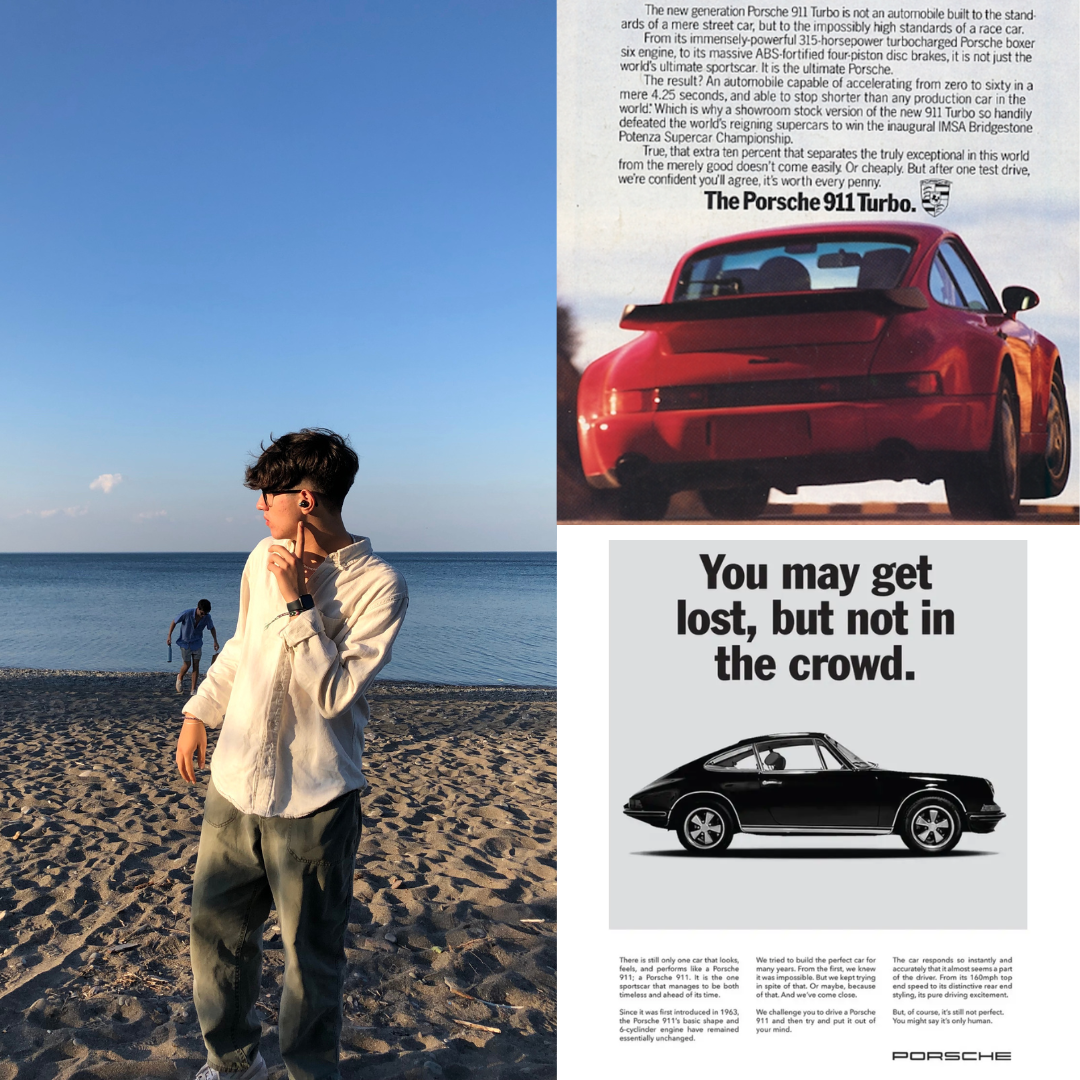 The new generation Porsche 911 Turbo is not an automobile built to the stand-
ards of a mere street car, but to the impossibly high standards of a race car.
From its immensely-powerful 315-horsepower turbocharged Porsche boxer
six engine, to its massive ABS-fortified four-piston disc brakes, it is not just the
world's ultimate sportscar. It is the ultimate Porsche.
The result? An automobile capable of accelerating from zero to sixty in a
mere 4.25 seconds, and able to stop shorter than any production car in the
world.* Which is why a showroom stock version of the new 911 Turbo so handily
defeated the world's reigning supercars to win the inaugural IMSA Bridgestone
Potenza Supercar Championship.
True, that extra ten percent that separates the truly exceptional in this world
from the merely good doesn't come easily. Or cheaply. But after one test drive,
we're confident you'll agree, it's worth every penny.
The Porsche 911 Turbo.
You may get
lost, but not in
the crowd.
There is still only one car that looks,
feels, and performs like a Porsche
911; a Porsche 911. It is the one
sportscar that manages to be both
timeless and ahead of its time.
Since it was first introduced in 1963,
the Porsche 911's basic shape and
6-cyclinder engine have remained
essentially unchanged.
We tried to build the perfect car for
many years. From the first, we knew
it was impossible. But we kept trying
in spite of that. Or maybe, because
of that. And we've come close.
We challenge you to drive a Porsche
911 and then try and put it out of
your mind.
The car responds so instantly and
accurately that it almost seems a part
of the driver. From its 160mph top
end speed to its distinctive rear end
styling, its pure driving excitement.
But, of course, it's still not perfect.
You might say it's only human.
PORSCHE